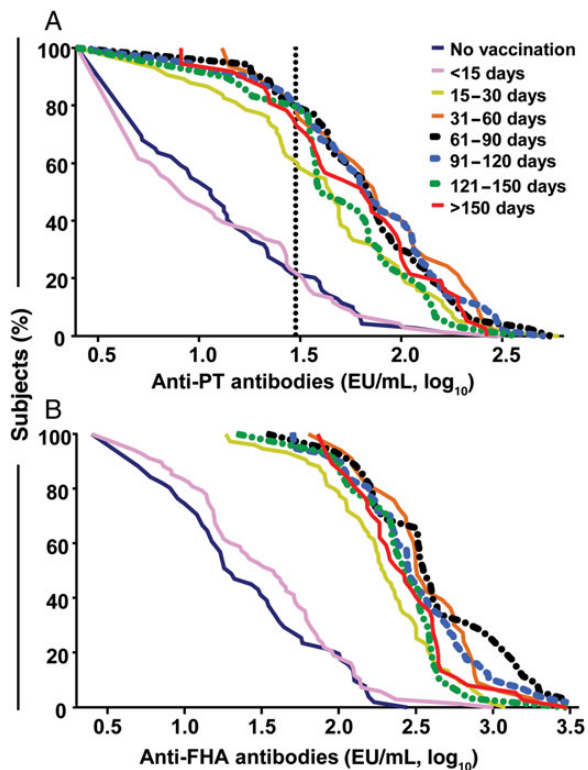 A
No vaccination
<15 days
15–30 days
31–60 days
61–90 days
91–120 days
121–150 days
>150 days
100
80
60
40
20
0
0.5 1.0 1.5 2.0 2.5
Anti-PT antibodies (EU/mL, log10)
Subjects (%)
B
100
80
60
40
20
0
0.5 1.0 1.5 2.0 2.5 3.0 3.5
Anti-FHA antibodies (EU/mL, log10)